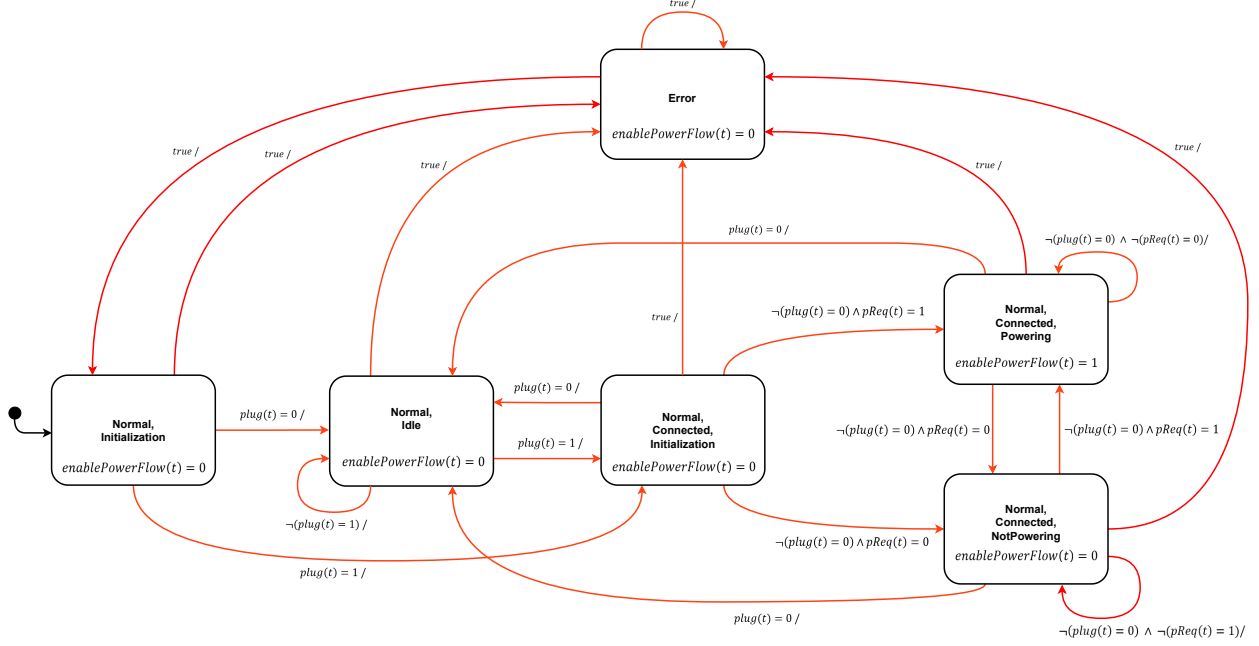 true /
Error
enablePowerFlow(t) = 0
true /
true /
true /
true /
true /
plug(t) = 0 /
¬(plug(t) = 0) ∧ ¬(pReq(t) = 0)/
true /
¬(plug(t) = 0) ∧ pReq(t) = 1
Normal,
Connected,
Powering
enablePowerFlow(t) = 1
Normal,
Initialization
enablePowerFlow(t) = 0
plug(t) = 0 /
Normal,
Idle
enablePowerFlow(t) = 0
plug(t) = 0 /
plug(t) = 1 /
Normal,
Connected,
Initialization
enablePowerFlow(t) = 0
¬(plug(t) = 0) ∧ pReq(t) = 0
¬(plug(t) = 0) ∧ pReq(t) = 1
¬(plug(t) = 1) /
¬(plug(t) = 0) ∧ pReq(t) = 0
Normal,
Connected,
NotPowering
enablePowerFlow(t) = 0
plug(t) = 1 /
plug(t) = 0 /
¬(plug(t) = 0) ∧ ¬(pReq(t) = 1)/